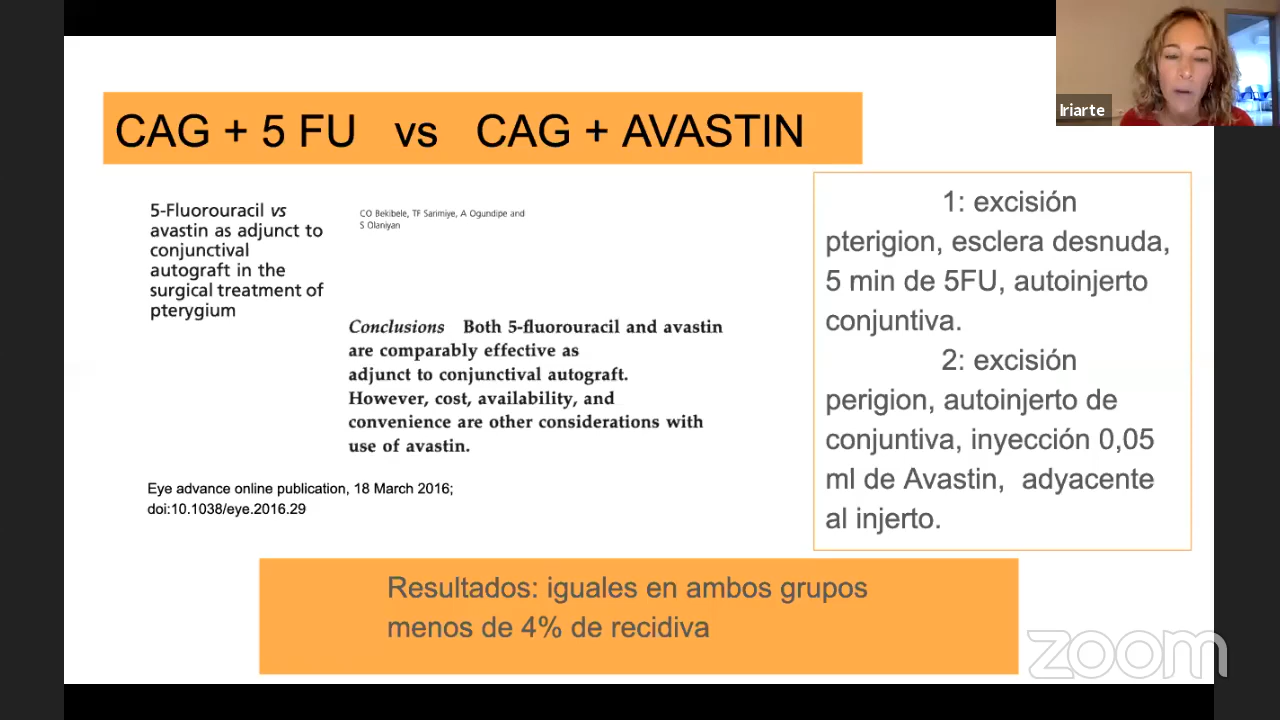 CAG + 5 FU vs CAG + AVASTIN
5-Fluorouracil vs
avastin as adjunct to
conjunctival
autograft in the
surgical treatment of
pterygium
CO Bekibele, TF Sarimiye, A Ogundipe and
S Olaniyan
Conclusions Both 5-fluorouracil and avastin
are comparably effective as
adjunct to conjunctival autograft.
However, cost, availability, and
convenience are other considerations with
use of avastin.
Eye advance online publication, 18 March 2016;
doi:10.1038/eye.2016.29
1: excisión
pterigion, esclera desnuda,
5 min de 5FU, autoinjerto
conjuntiva.
2: excisión
perigion, autoinjerto de
conjuntiva, inyección 0,05
ml de Avastin, adyacente
al injerto.
Resultados: iguales en ambos grupos
menos de 4% de recidiva
Iriarte
zoom